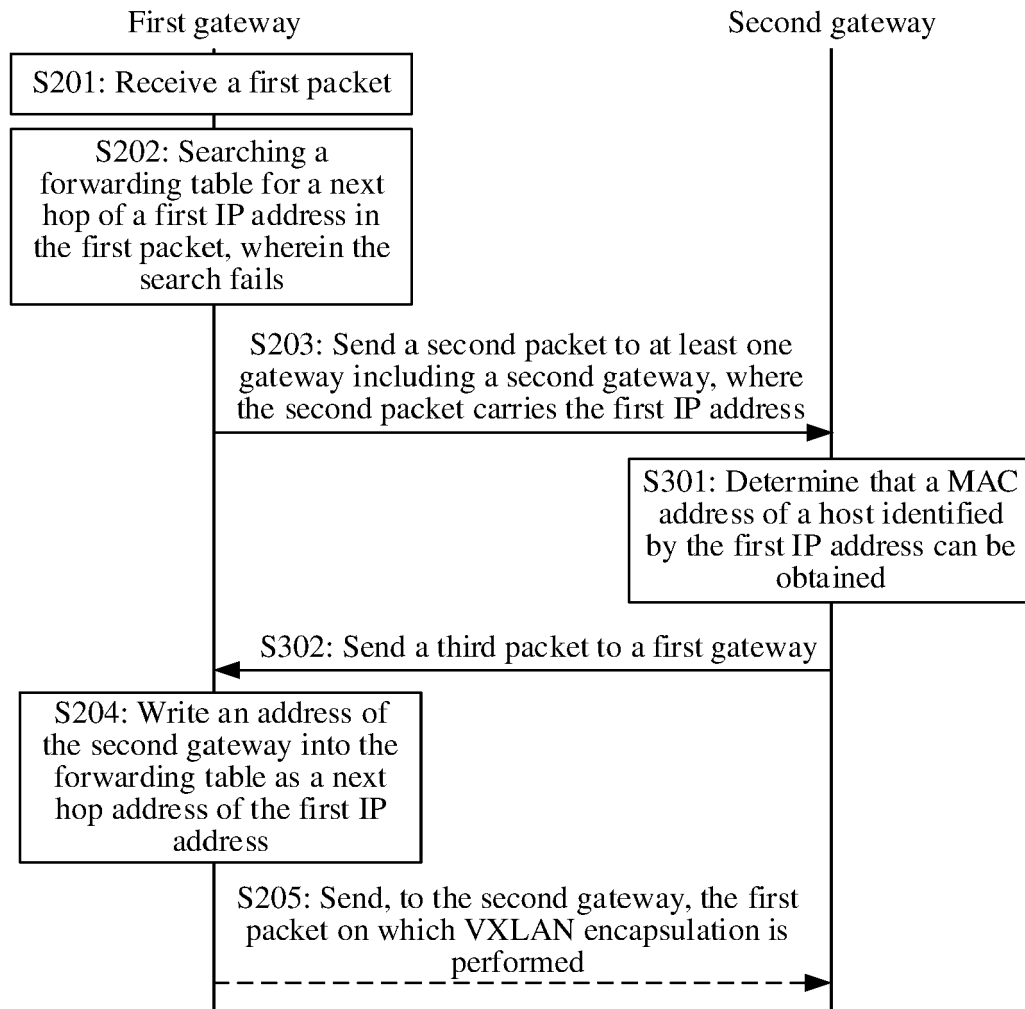 First gateway
Second gateway
S201: Receive a first packet
S202: Searching a
forwarding table for a next
hop of a first IP address in
the first packet, wherein the
search fails
S203: Send a second packet to at least one
gateway including a second gateway, where
the second packet carries the first IP address
S301: Determine that a MAC
address of a host identified
by the first IP address can be
obtained
S302: Send a third packet to a first gateway
S204: Write an address of
the second gateway into the
forwarding table as a next
hop address of the first IP
address
S205: Send, to the second gateway, the first
packet on which VXLAN encapsulation is
performed